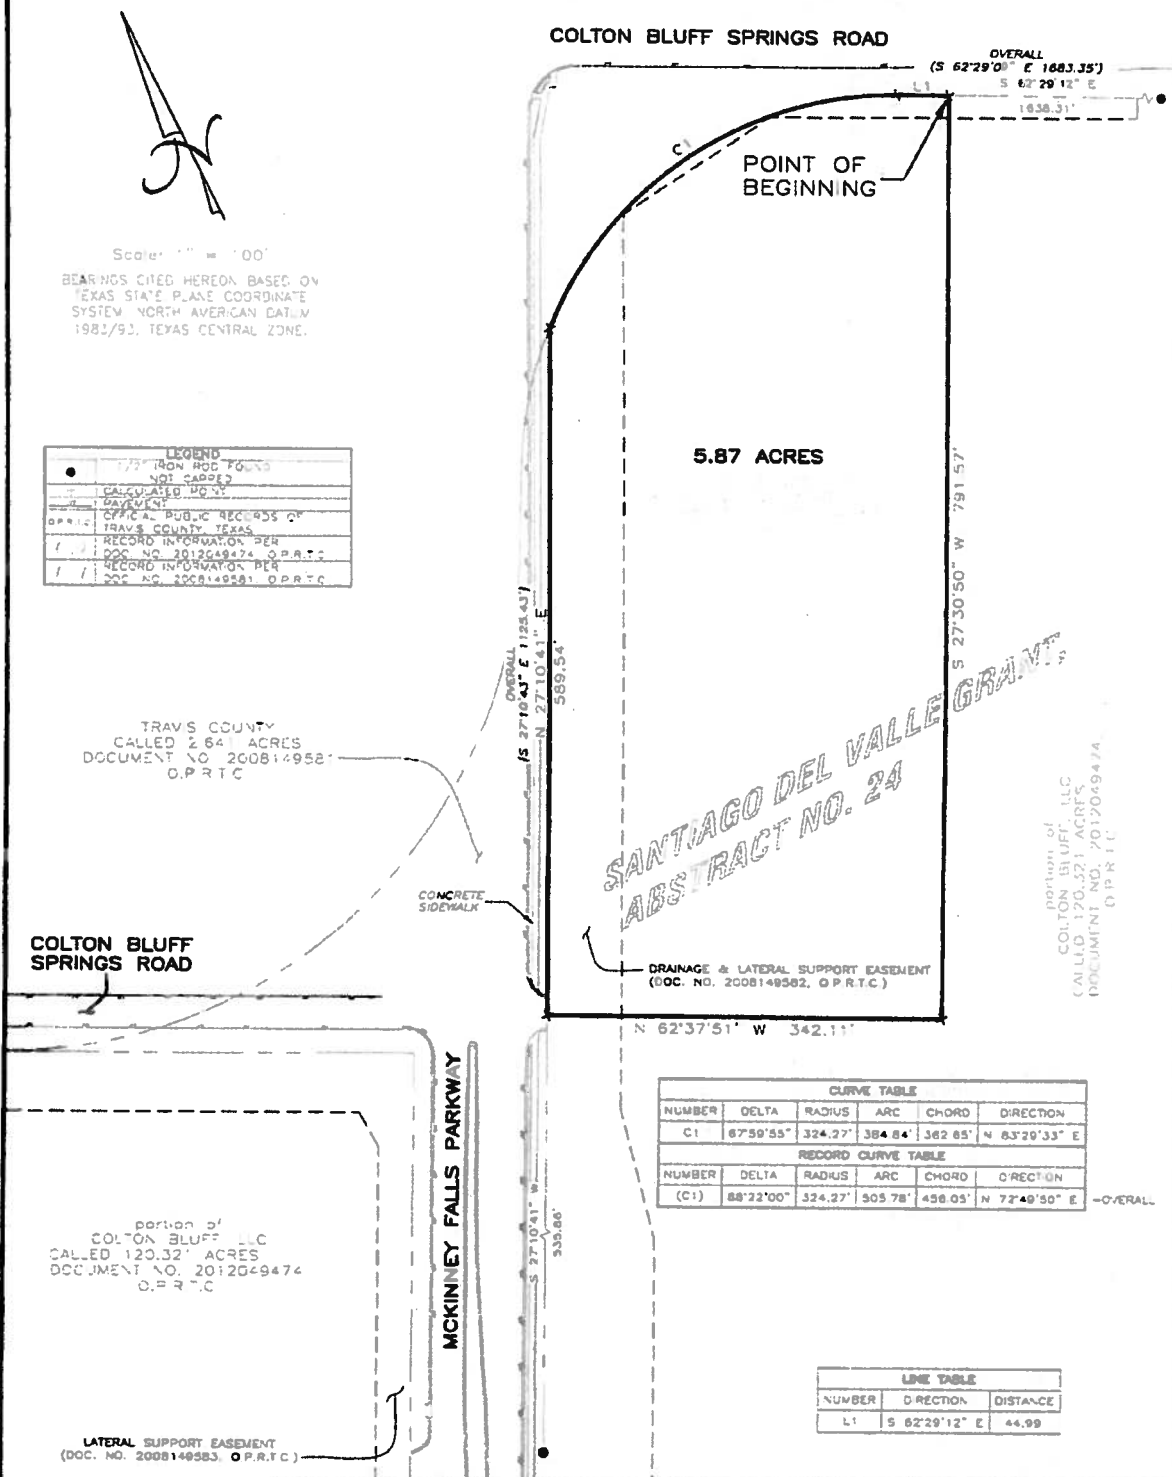 COLTON BLUFF SPRINGS ROAD
OVERALL
(S 62°29'0 " E 1683.35')
S 62°29'12" E
1638.31'
L1
C1
POINT OF
BEGINNING
Scale: 1" = 100'
BEARINGS CITED HEREON BASED ON
TEXAS STATE PLANE COORDINATE
SYSTEM, NORTH AMERICAN DATUM
1983/93, TEXAS CENTRAL ZONE.
LEGEND
1/2" IRON ROD FOUND
NOT CAPPED
CALCULATED POINT
PAVEMENT
O.P.R.T.C. OFFICIAL PUBLIC RECORDS OF
TRAVIS COUNTY, TEXAS
RECORD INFORMATION PER
DOC. NO. 2012049474, O.P.R.T.C.
RECORD INFORMATION PER
DOC. NO. 2008149581, O.P.R.T.C.
5.87 ACRES
S 27°30'50" W 791.57'
OVERALL
(S 27°10'43" E 1125.43')
N 27°10'41" E
589.54'
SANTIAGO DEL VALLE GRANT,
ABSTRACT NO. 24
TRAVIS COUNTY
CALLED 2.641 ACRES
DOCUMENT NO. 2008149581
O.P.R.T.C.
portion of
COLTON BLUFF, LLC
CALLED 120.321 ACRES
DOCUMENT NO. 2012049474
O.P.R.T.C.
CONCRETE
SIDEWALK
COLTON BLUFF
SPRINGS ROAD
DRAINAGE & LATERAL SUPPORT EASEMENT
(DOC. NO. 2008149582, O.P.R.T.C.)
N 62°37'51" W 342.11'
MCKINNEY FALLS PARKWAY
CURVE TABLE
NUMBER DELTA RADIUS ARC CHORD DIRECTION
C1 67°59'55" 324.27' 384.84' 362.65' N 83°29'33" E
RECORD CURVE TABLE
NUMBER DELTA RADIUS ARC CHORD DIRECTION
(C1) 88°22'00" 324.27' 505.78' 456.05' N 72°49'50" E -OVERALL
S 27°10'41" W
535.86'
portion of
COLTON BLUFF, LLC
CALLED 120.321 ACRES
DOCUMENT NO. 2012049474
O.P.R.T.C.
LINE TABLE
NUMBER DIRECTION DISTANCE
L1 S 62°29'12" E 44.99
LATERAL SUPPORT EASEMENT
(DOC. NO. 2008149583, O.P.R.T.C.)